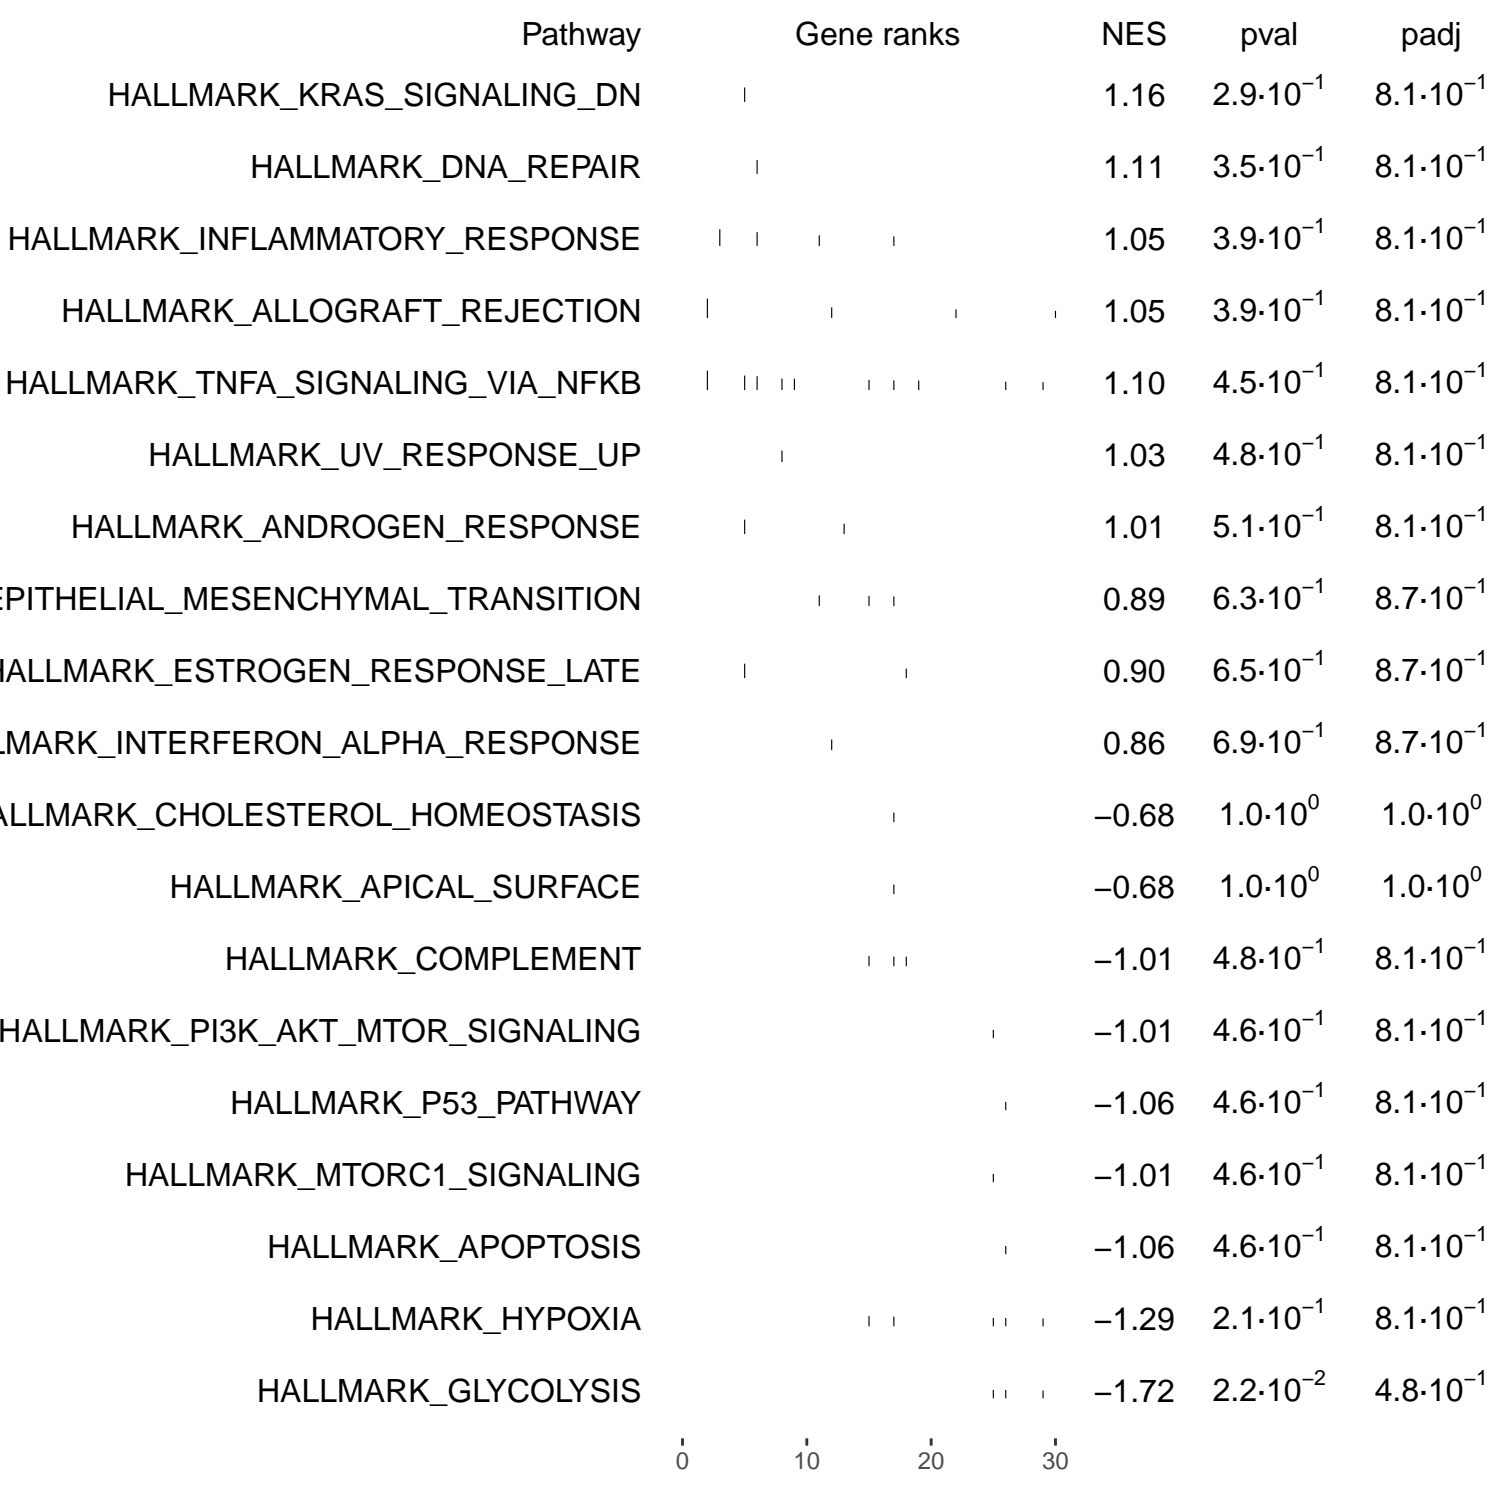 Pathway Gene ranks NES pval padj
HALLMARK_KRAS_SIGNALING_DN 1.16 2.9·10⁻¹ 8.1·10⁻¹
HALLMARK_DNA_REPAIR 1.11 3.5·10⁻¹ 8.1·10⁻¹
HALLMARK_INFLAMMATORY_RESPONSE 1.05 3.9·10⁻¹ 8.1·10⁻¹
HALLMARK_ALLOGRAFT_REJECTION 1.05 3.9·10⁻¹ 8.1·10⁻¹
HALLMARK_TNFA_SIGNALING_VIA_NFKB 1.10 4.5·10⁻¹ 8.1·10⁻¹
HALLMARK_UV_RESPONSE_UP 1.03 4.8·10⁻¹ 8.1·10⁻¹
HALLMARK_ANDROGEN_RESPONSE 1.01 5.1·10⁻¹ 8.1·10⁻¹
EPITHELIAL_MESENCHYMAL_TRANSITION 0.89 6.3·10⁻¹ 8.7·10⁻¹
HALLMARK_ESTROGEN_RESPONSE_LATE 0.90 6.5·10⁻¹ 8.7·10⁻¹
LMARK_INTERFERON_ALPHA_RESPONSE 0.86 6.9·10⁻¹ 8.7·10⁻¹
ALLMARK_CHOLESTEROL_HOMEOSTASIS −0.68 1.0·10⁰ 1.0·10⁰
HALLMARK_APICAL_SURFACE −0.68 1.0·10⁰ 1.0·10⁰
HALLMARK_COMPLEMENT −1.01 4.8·10⁻¹ 8.1·10⁻¹
HALLMARK_PI3K_AKT_MTOR_SIGNALING −1.01 4.6·10⁻¹ 8.1·10⁻¹
HALLMARK_P53_PATHWAY −1.06 4.6·10⁻¹ 8.1·10⁻¹
HALLMARK_MTORC1_SIGNALING −1.01 4.6·10⁻¹ 8.1·10⁻¹
HALLMARK_APOPTOSIS −1.06 4.6·10⁻¹ 8.1·10⁻¹
HALLMARK_HYPOXIA −1.29 2.1·10⁻¹ 8.1·10⁻¹
HALLMARK_GLYCOLYSIS −1.72 2.2·10⁻² 4.8·10⁻¹
0 10 20 30